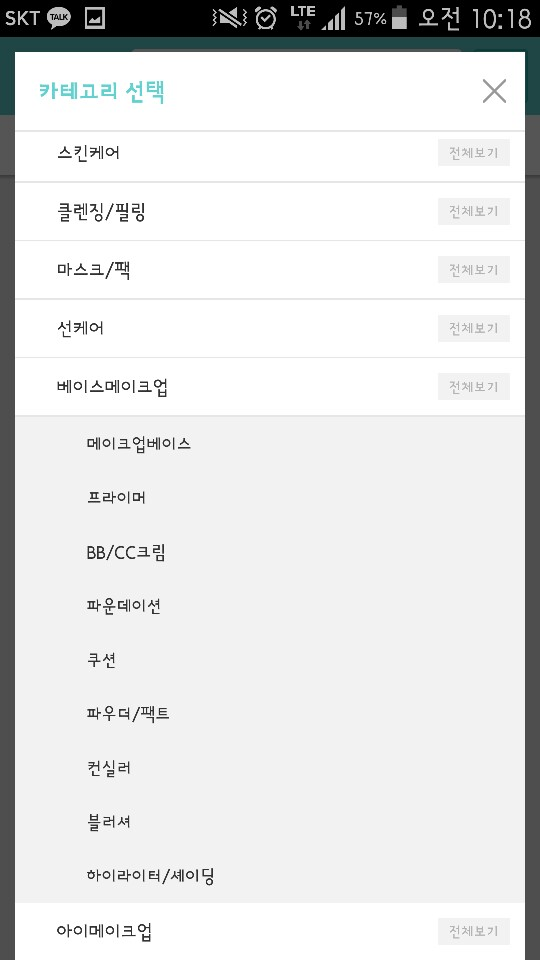 SKT TALK LTE 57% 오전 10:18
카테고리 선택
스킨케어 전체보기
클렌징/필링 전체보기
마스크/팩 전체보기
선케어 전체보기
베이스메이크업 전체보기
메이크업베이스
프라이머
BB/CC크림
파운데이션
쿠션
파우더/팩트
컨실러
블러셔
하이라이터/셰이딩
아이메이크업 전체보기